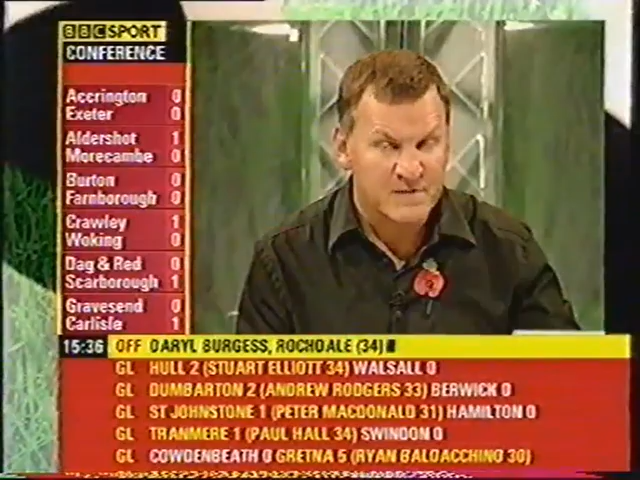 BBC SPORT
CONFERENCE
Accrington 0
Exeter 0
Aldershot 1
Morecambe 0
Burton 0
Farnborough 0
Crawley 1
Woking 0
Dag & Red 0
Scarborough 1
Gravesend 0
Carlisle 1
15:36 OFF DARYL BURGESS, ROCHDALE (34)
GL HULL 2 (STUART ELLIOTT 34) WALSALL 0
GL DUMBARTON 2 (ANDREW RODGERS 33) BERWICK 0
GL ST JOHNSTONE 1 (PETER MACDONALD 31) HAMILTON 0
GL TRANMERE 1 (PAUL HALL 34) SWINDON 0
GL COWDENBEATH 0 GRETNA 5 (RYAN BALDACCHINO 30)